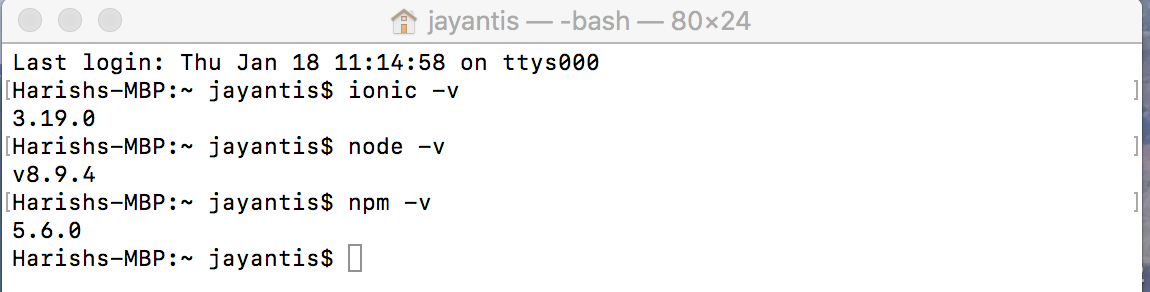 jayantis — -bash — 80×24
Last login: Thu Jan 18 11:14:58 on ttys000
[Harishs-MBP:~ jayantis$ ionic -v ]
3.19.0
[Harishs-MBP:~ jayantis$ node -v ]
v8.9.4
[Harishs-MBP:~ jayantis$ npm -v ]
5.6.0
Harishs-MBP:~ jayantis$